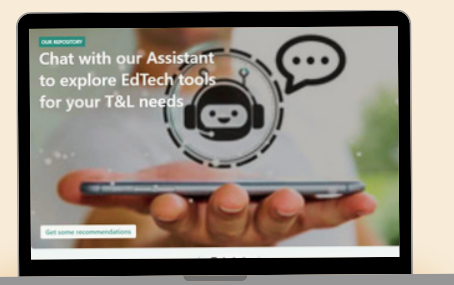 OUR REPOSITORY
Chat with our Assistant
to explore EdTech tools
for your T&L needs
Get some recommendations